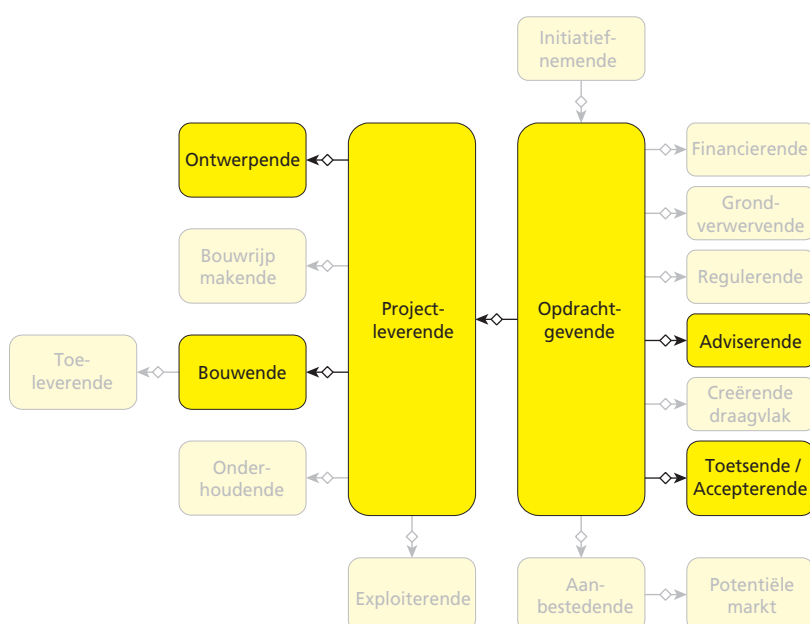 Initiatief-
nemende
Ontwerpende
Financierende
Grond-
verwervende
Bouwrijp
makende
Regulerende
Project-
leverende
Opdracht-
gevende
Adviserende
Toe-
leverende
Bouwende
Creërende
draagvlak
Onder-
houdende
Toetsende /
Accepterende
Exploiterende
Aan-
bestedende
Potentiële
markt